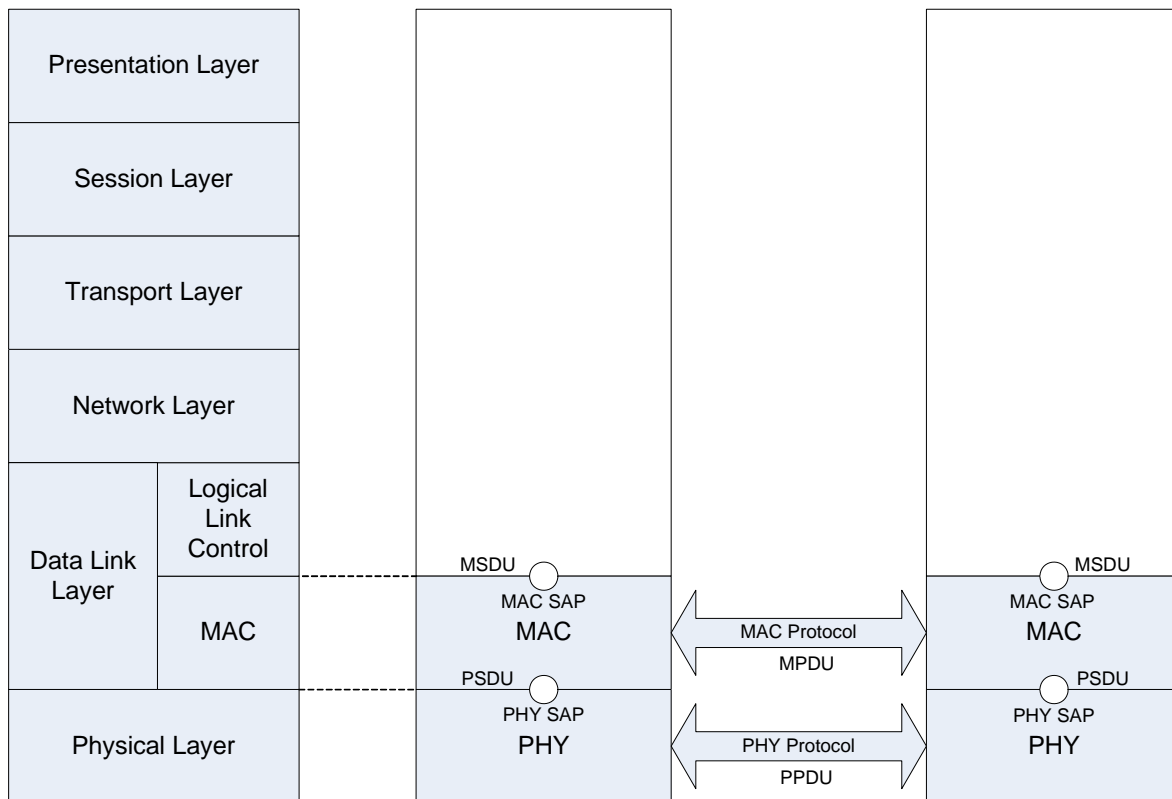 Presentation Layer
Session Layer
Transport Layer
Network Layer
Data Link
Layer
Logical
Link
Control
MAC
Physical Layer
MSDU
MAC SAP
MAC
PSDU
PHY SAP
PHY
MAC Protocol
MPDU
PHY Protocol
PPDU
MSDU
MAC SAP
MAC
PSDU
PHY SAP
PHY